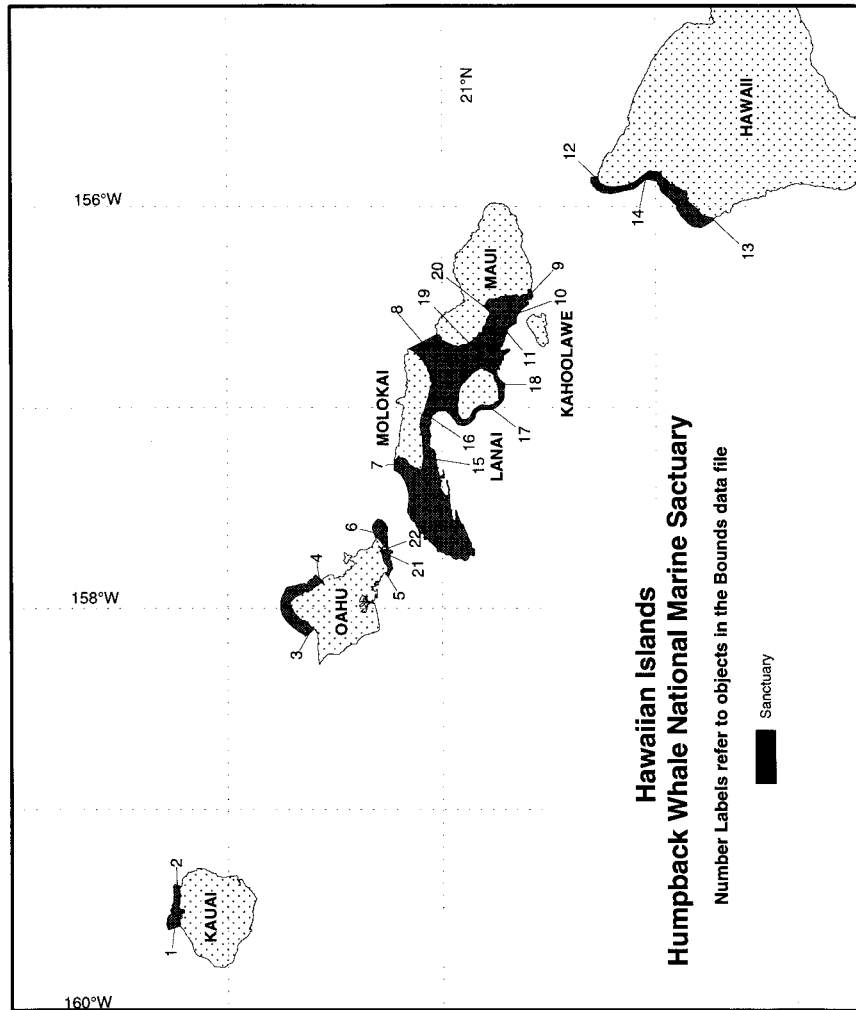 Hawaiian Islands
Humpback Whale National Marine Sactuary
Number Labels refer to objects in the Bounds data file
Sanctuary
160°W
158°W
156°W
21°N
KAUAI
1
2
OAHU
3
4
5
6
21
22
MOLOKAI
7
8
15
16
LANAI
17
18
19
20
MAUI
9
10
11
KAHOOLAWE
12
14
13
HAWAII